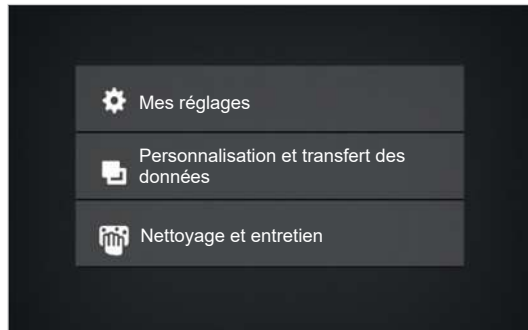 Mes réglages
Personnalisation et transfert des
données
Nettoyage et entretien